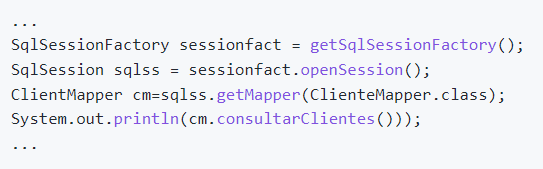 ...
SqlSessionFactory sessionfact = getSqlSessionFactory();
SqlSession sqlss = sessionfact.openSession();
ClientMapper cm=sqlss.getMapper(ClienteMapper.class);
System.out.println(cm.consultarClientes()));
...